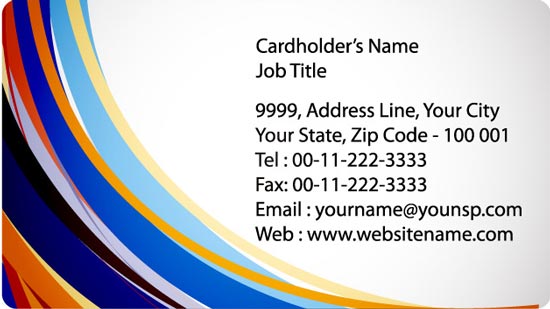 Cardholder’s Name
Job Title
9999, Address Line, Your City
Your State, Zip Code - 100 001
Tel : 00-11-222-3333
Fax: 00-11-222-3333
Email : yourname@younsp.com
Web : www.websitename.com